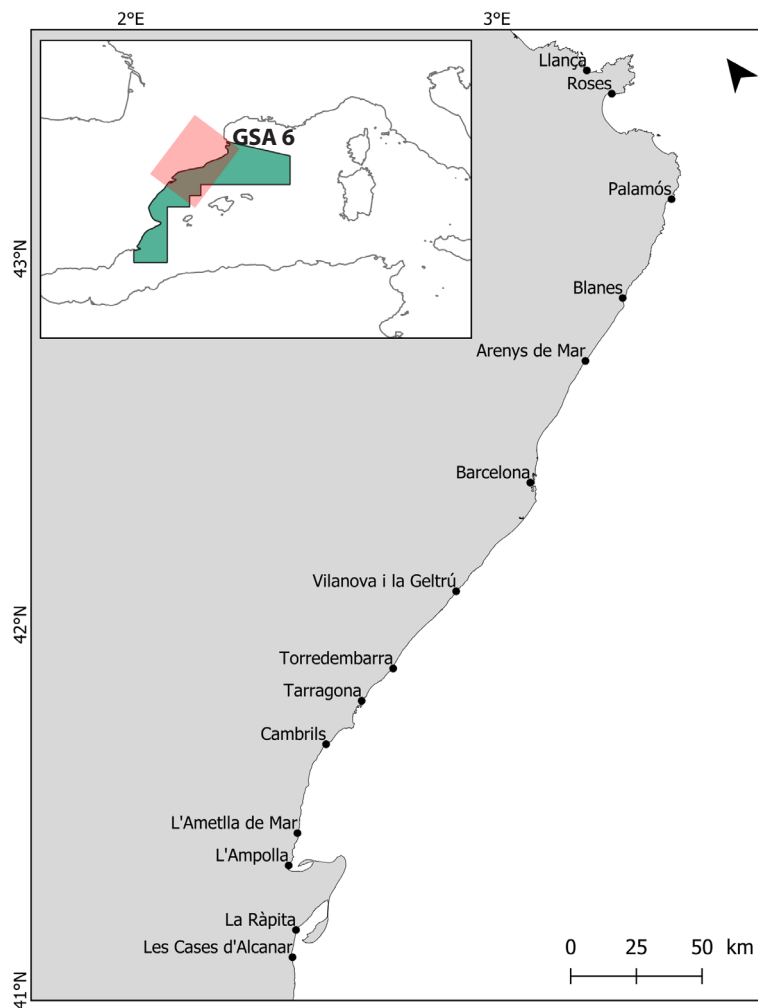 2°E
3°E
GSA 6
Llançà
Roses
Palamós
43°N
Blanes
Arenys de Mar
Barcelona
Vilanova i la Geltrú
42°N
Torredembarra
Tarragona
Cambrils
L'Ametlla de Mar
L'Ampolla
La Ràpita
Les Cases d'Alcanar
0 25 50 km
41°N